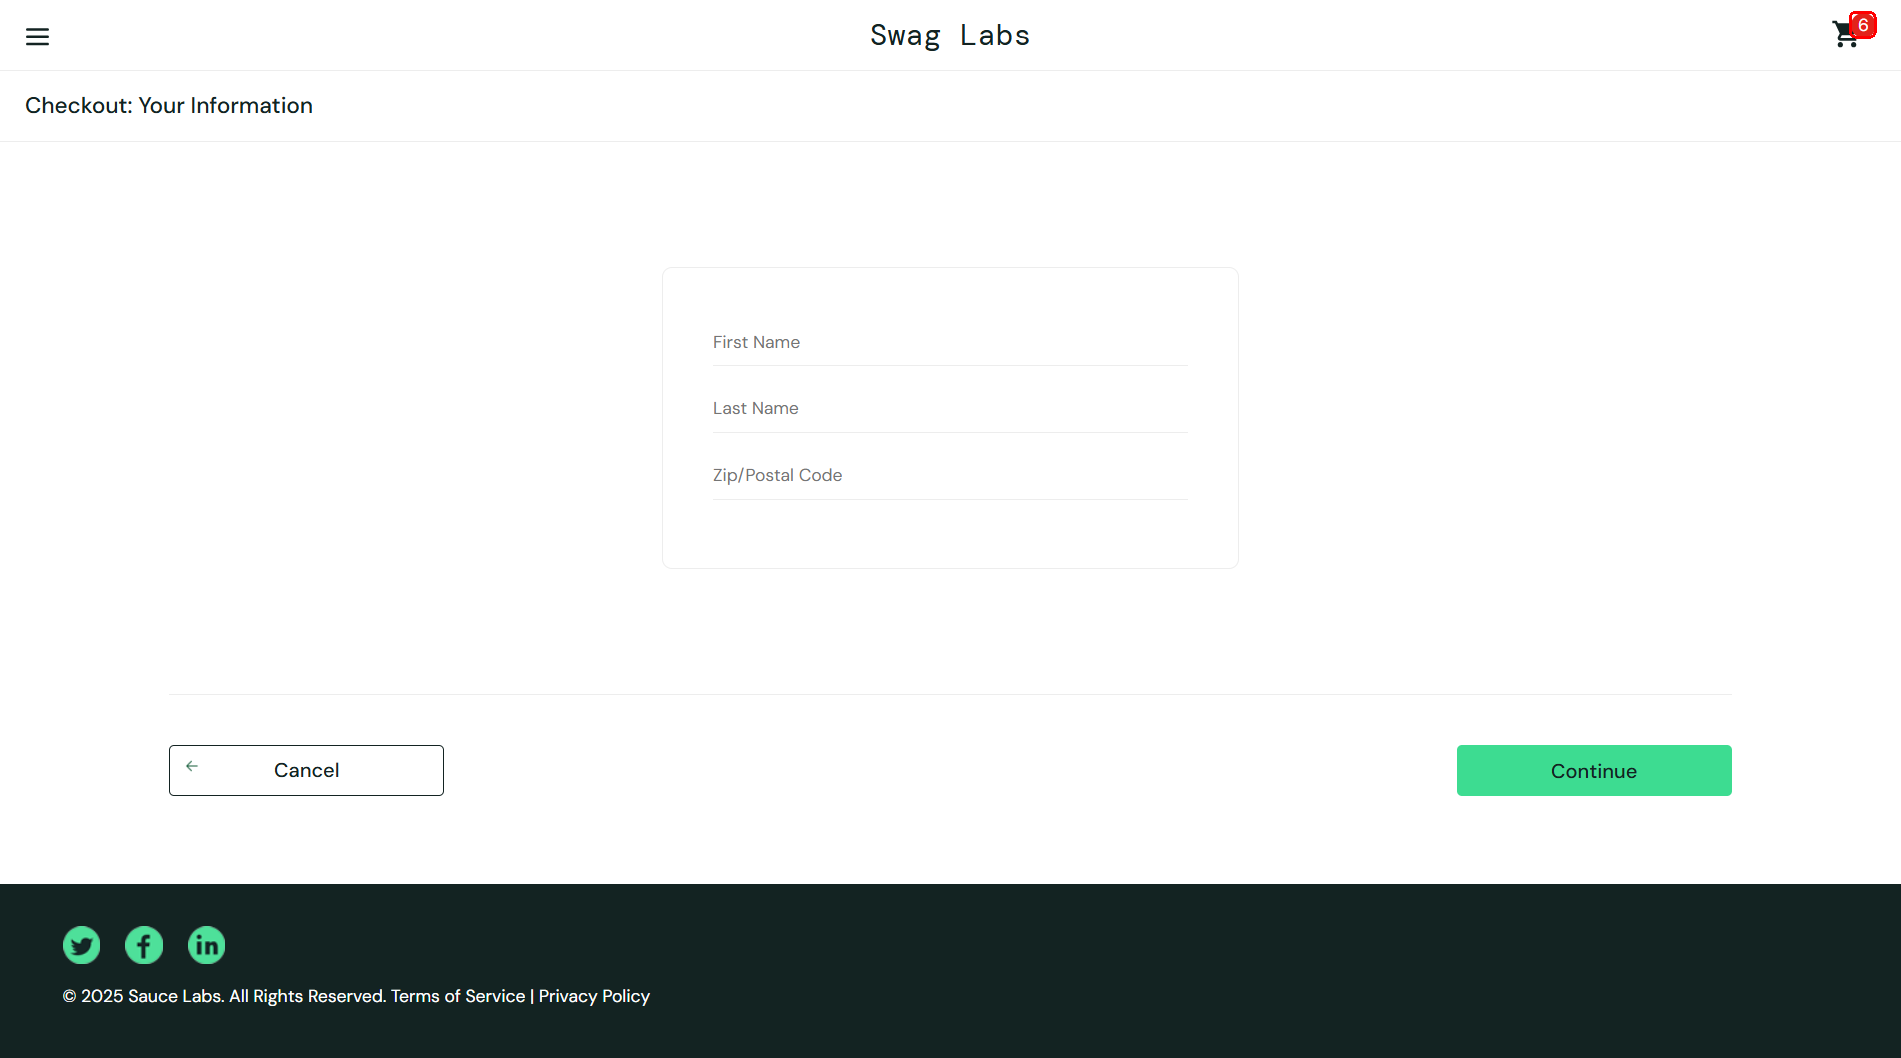 Swag Labs
6
Checkout: Your Information
First Name
Last Name
Zip/Postal Code
Cancel
Continue
© 2025 Sauce Labs. All Rights Reserved. Terms of Service | Privacy Policy